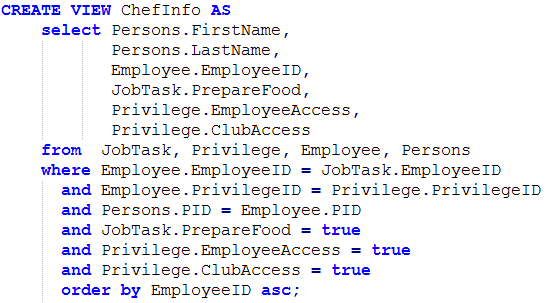 CREATE VIEW ChefInfo AS
select Persons.FirstName,
Persons.LastName,
Employee.EmployeeID,
JobTask.PrepareFood,
Privilege.EmployeeAccess,
Privilege.ClubAccess
from JobTask, Privilege, Employee, Persons
where Employee.EmployeeID = JobTask.EmployeeID
and Employee.PrivilegeID = Privilege.PrivilegeID
and Persons.PID = Employee.PID
and JobTask.PrepareFood = true
and Privilege.EmployeeAccess = true
and Privilege.ClubAccess = true
order by EmployeeID asc;